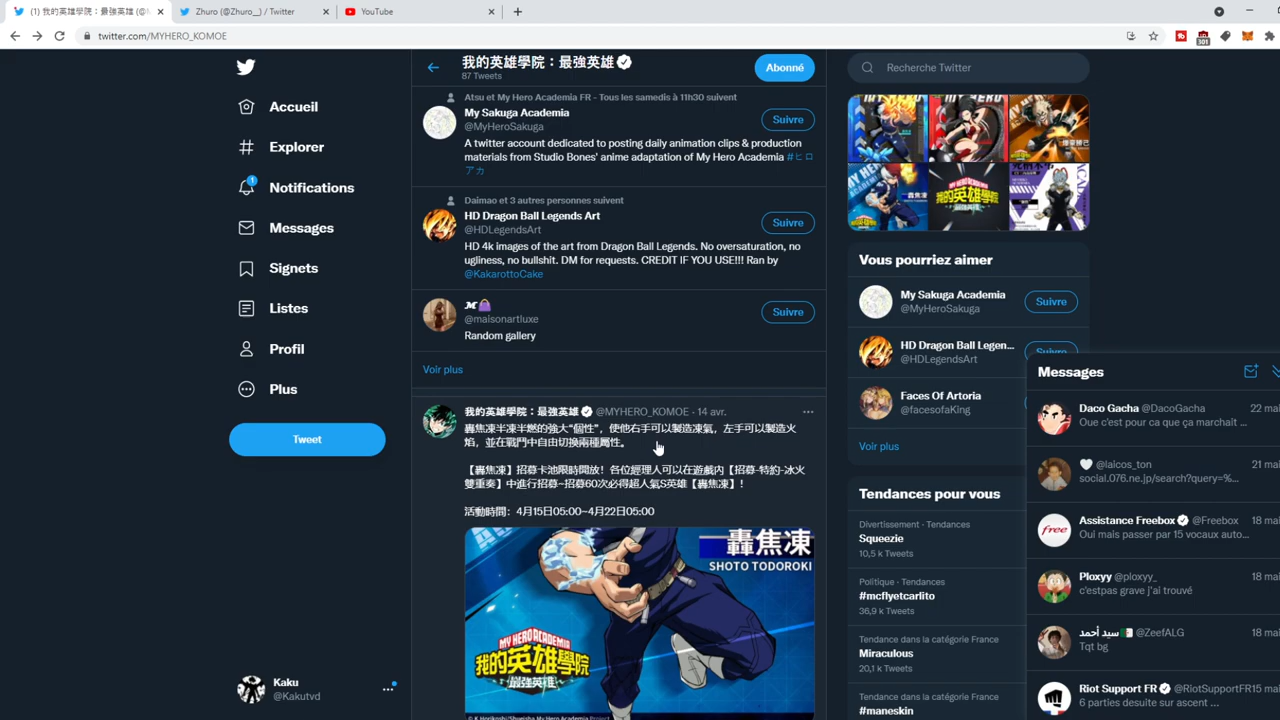 (1) 我的英雄學院：最強英雄 (@M
Zhuro (@Zhuro__) / Twitter
YouTube
twitter.com/MYHERO_KOMOE
301
我的英雄學院：最強英雄
87 Tweets
Abonné
Recherche Twitter
Accueil
Explorer
1
Notifications
Messages
Signets
Listes
Profil
Plus
Tweet
Kaku
@Kakutvd
Atsu et My Hero Academia FR - Tous les samedis à 11h30 suivent
My Sakuga Academia
@MyHeroSakuga
Suivre
A twitter account dedicated to posting daily animation clips & production
materials from Studio Bones' anime adaptation of My Hero Academia #ヒロ
アカ
Daimao et 3 autres personnes suivent
HD Dragon Ball Legends Art
@HDLegendsArt
Suivre
HD 4k images of the art from Dragon Ball Legends. No oversaturation, no
ugliness, no bullshit. DM for requests. CREDIT IF YOU USE!!! Ran by
@KakarottoCake
@maisonartluxe
Suivre
Random gallery
Voir plus
我的英雄學院：最強英雄 @MYHERO_KOMOE · 14 avr.
轟焦凍半凍半燃的強大“個性”，使他右手可以製造凍氣，左手可以製造火
焰，並在戰鬥中自由切換兩種屬性。
【轟焦凍】招募卡池限時開放！各位經理人可以在遊戲內【招募-特約-冰火
雙重奏】中進行招募~招募60次必得超人氣S英雄【轟焦凍】！
活動時間：4月15日05:00~4月22日05:00
轟焦凍
SHOTO TODOROKI
MY HERO ACADEMIA
我的英雄學院
最強英雄
Vous pourriez aimer
My Sakuga Academia
@MyHeroSakuga
Suivre
HD Dragon Ball Legen...
@HDLegendsArt
Suivre
Faces Of Artoria
@facesofaKing
Voir plus
Tendances pour vous
Divertissement · Tendances
Squeezie
10,5 k Tweets
Politique · Tendances
#mcflyetcarlito
36,9 k Tweets
Tendance dans la catégorie France
Miraculous
20,1 k Tweets
Tendance dans la catégorie France
#maneskin
Messages
Daco Gacha @DacoGacha 22 mai
Oue c'est pour ca que ça marchait ...
@laicos_ton 21 mai
social.076.ne.jp/search?query=%...
Assistance Freebox @Freebox 18 mai
free
Oui mais passer par 15 vocaux auto...
Ploxyy @ploxyy_ 18 mai
c'estpas grave j'ai trouvé
سيد أحمد @ZeefALG 18 mai
Tqt bg
Riot Support FR @RiotSupportFR 15 mai
6 parties desuite sur ascent ...